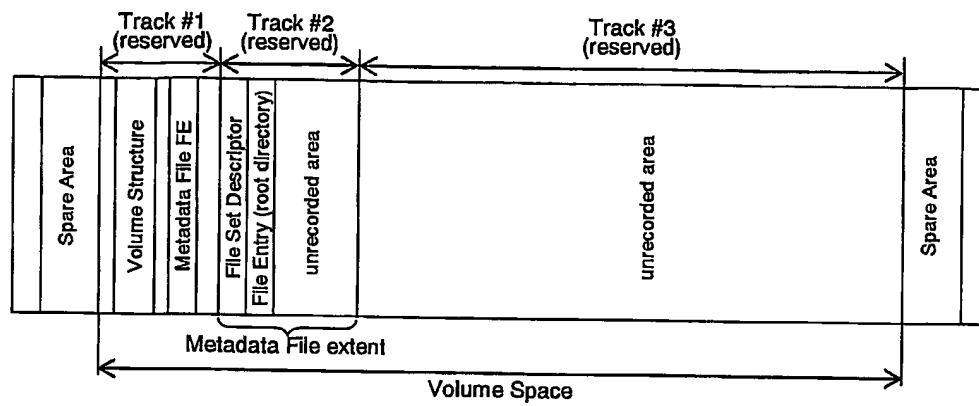 Track #1
(reserved)
Track #2
(reserved)
Track #3
(reserved)
Spare Area
Volume Structure
Metadata File FE
File Set Descriptor
File Entry (root directory)
unrecorded area
unrecorded area
Spare Area
Metadata File extent
Volume Space